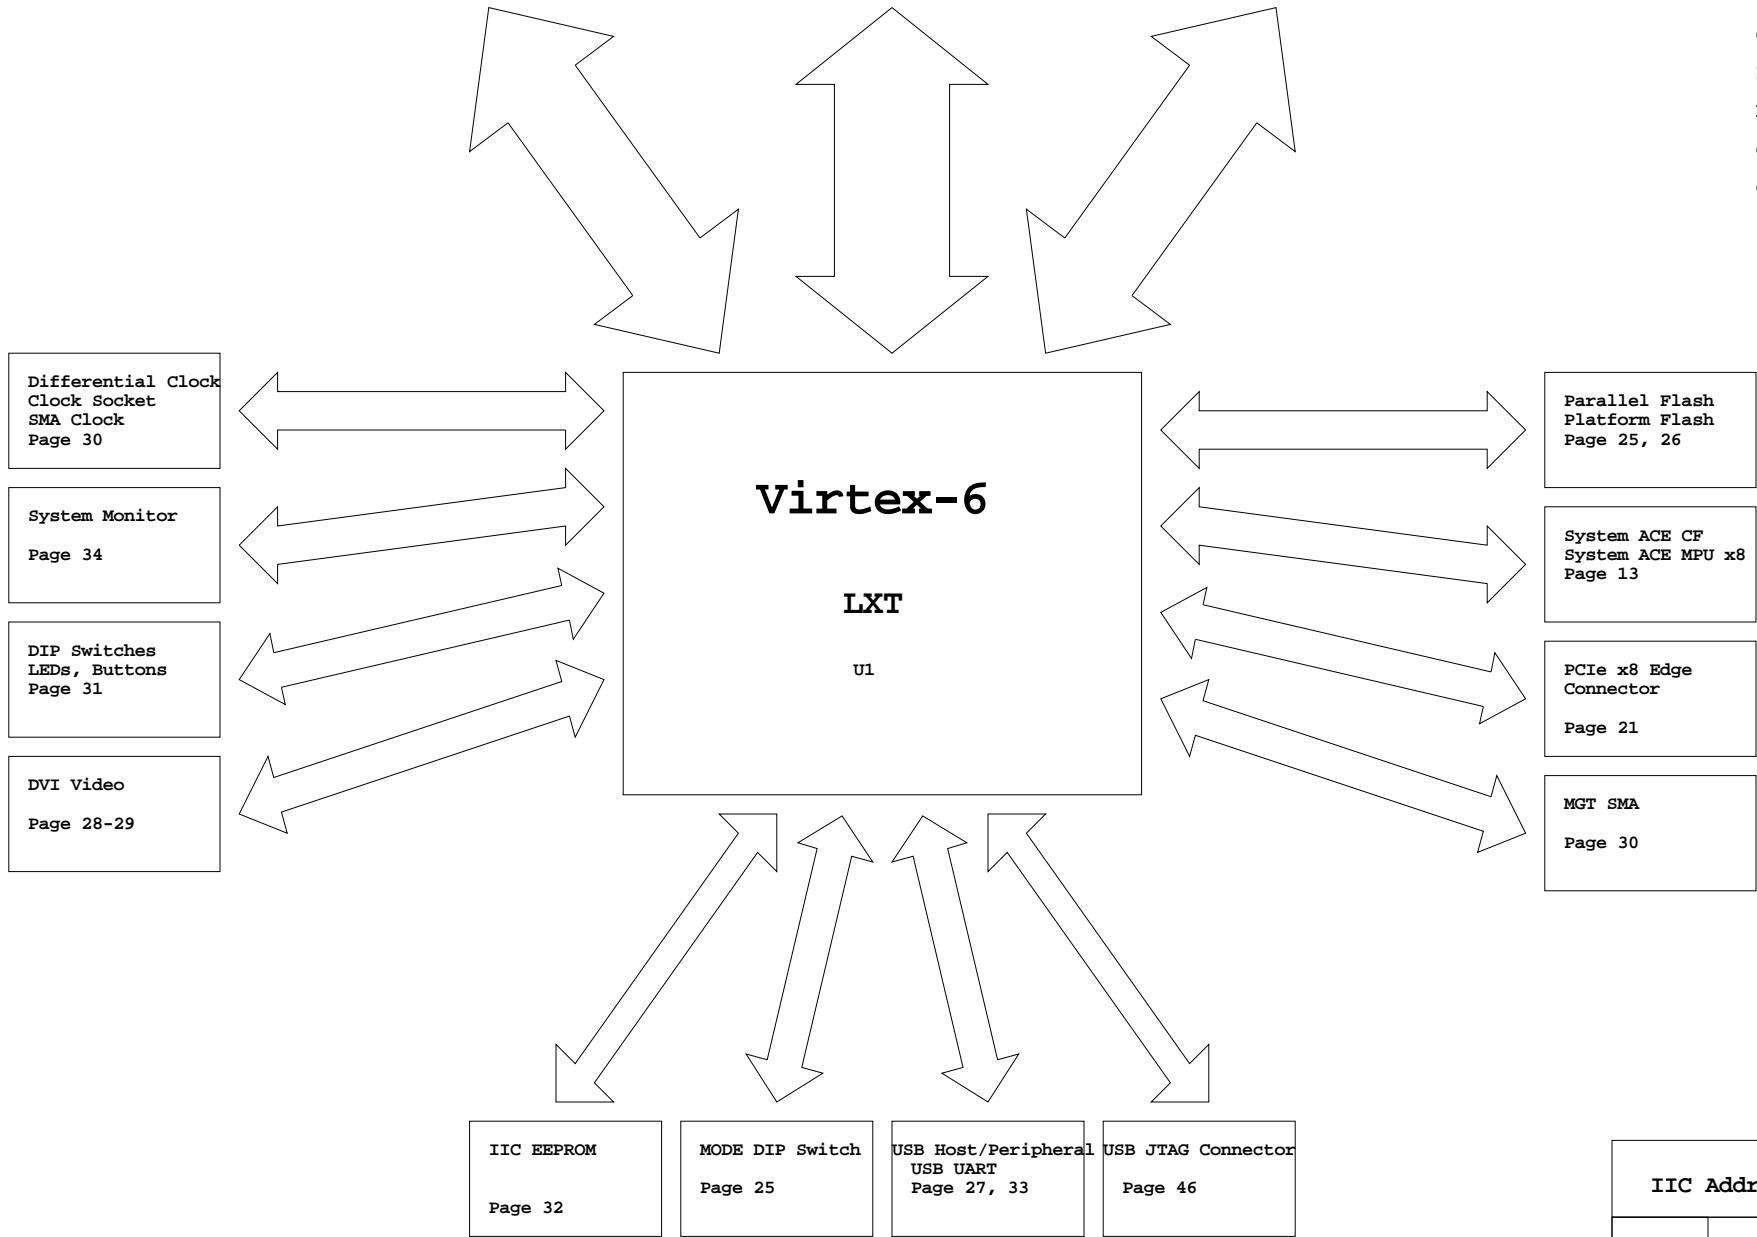 Differential Clock
Clock Socket
SMA Clock
Page 30
System Monitor
Page 34
DIP Switches
LEDs, Buttons
Page 31
DVI Video
Page 28-29
Virtex-6
LXT
U1
Parallel Flash
Platform Flash
Page 25, 26
System ACE CF
System ACE MPU x8
Page 13
PCIe x8 Edge
Connector
Page 21
MGT SMA
Page 30
IIC EEPROM
Page 32
MODE DIP Switch
Page 25
USB Host/Peripheral
USB UART
Page 27, 33
USB JTAG Connector
Page 46
IIC Addr